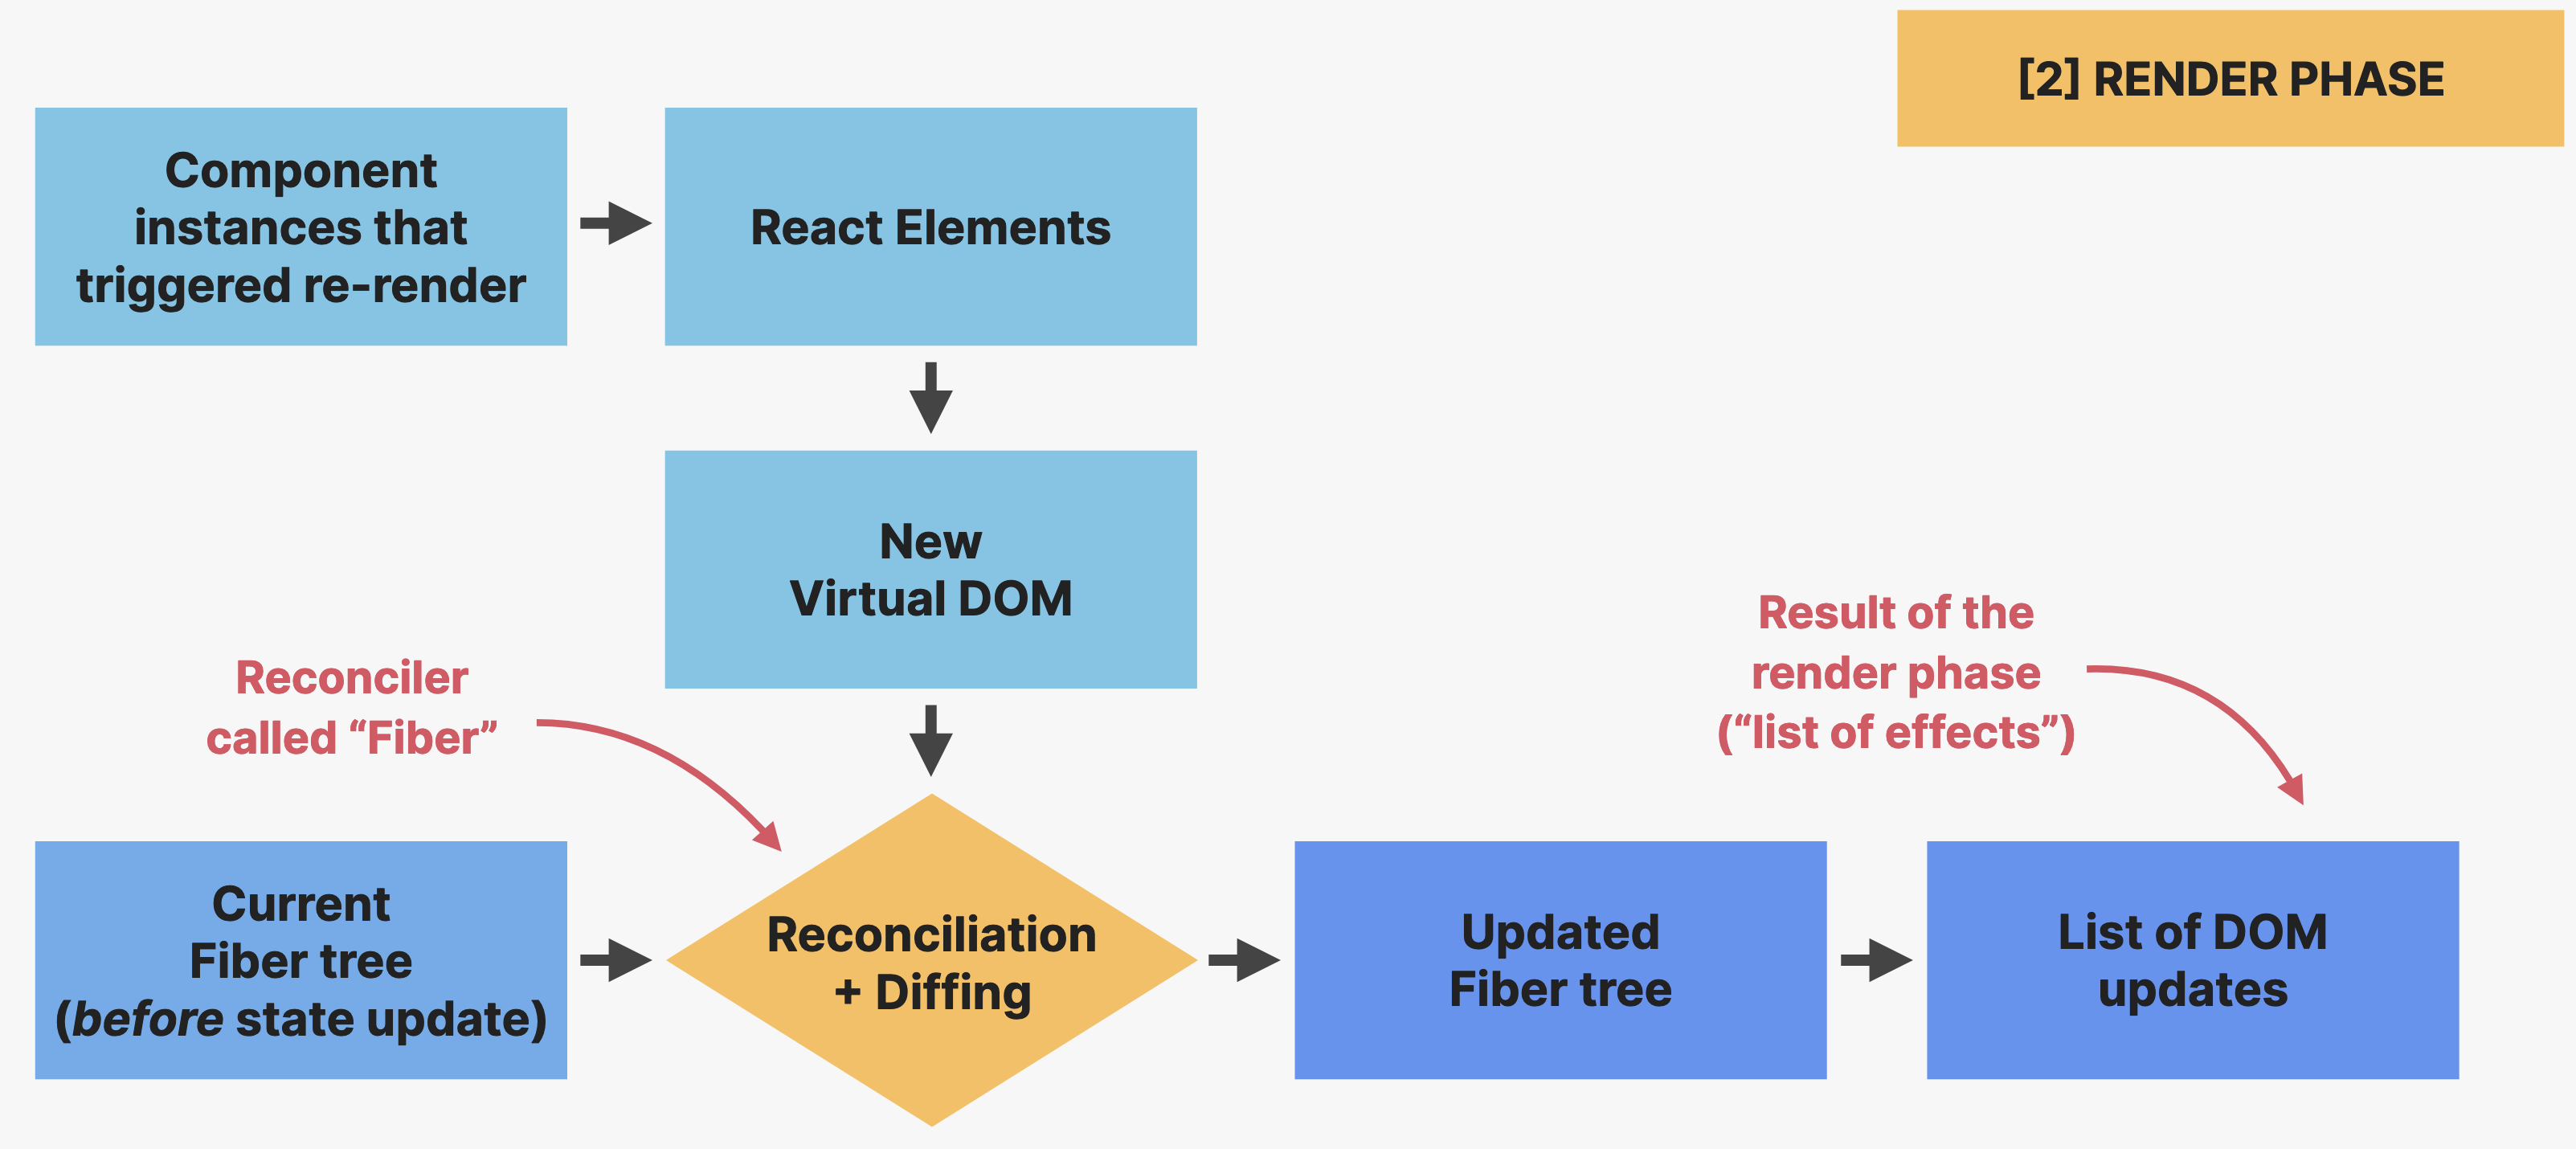 [2] RENDER PHASE
Component
instances that
triggered re-render
React Elements
New
Virtual DOM
Reconciler
called “Fiber”
Result of the
render phase
(“list of effects”)
Current
Fiber tree
(before state update)
Reconciliation
+ Diffing
Updated
Fiber tree
List of DOM
updates